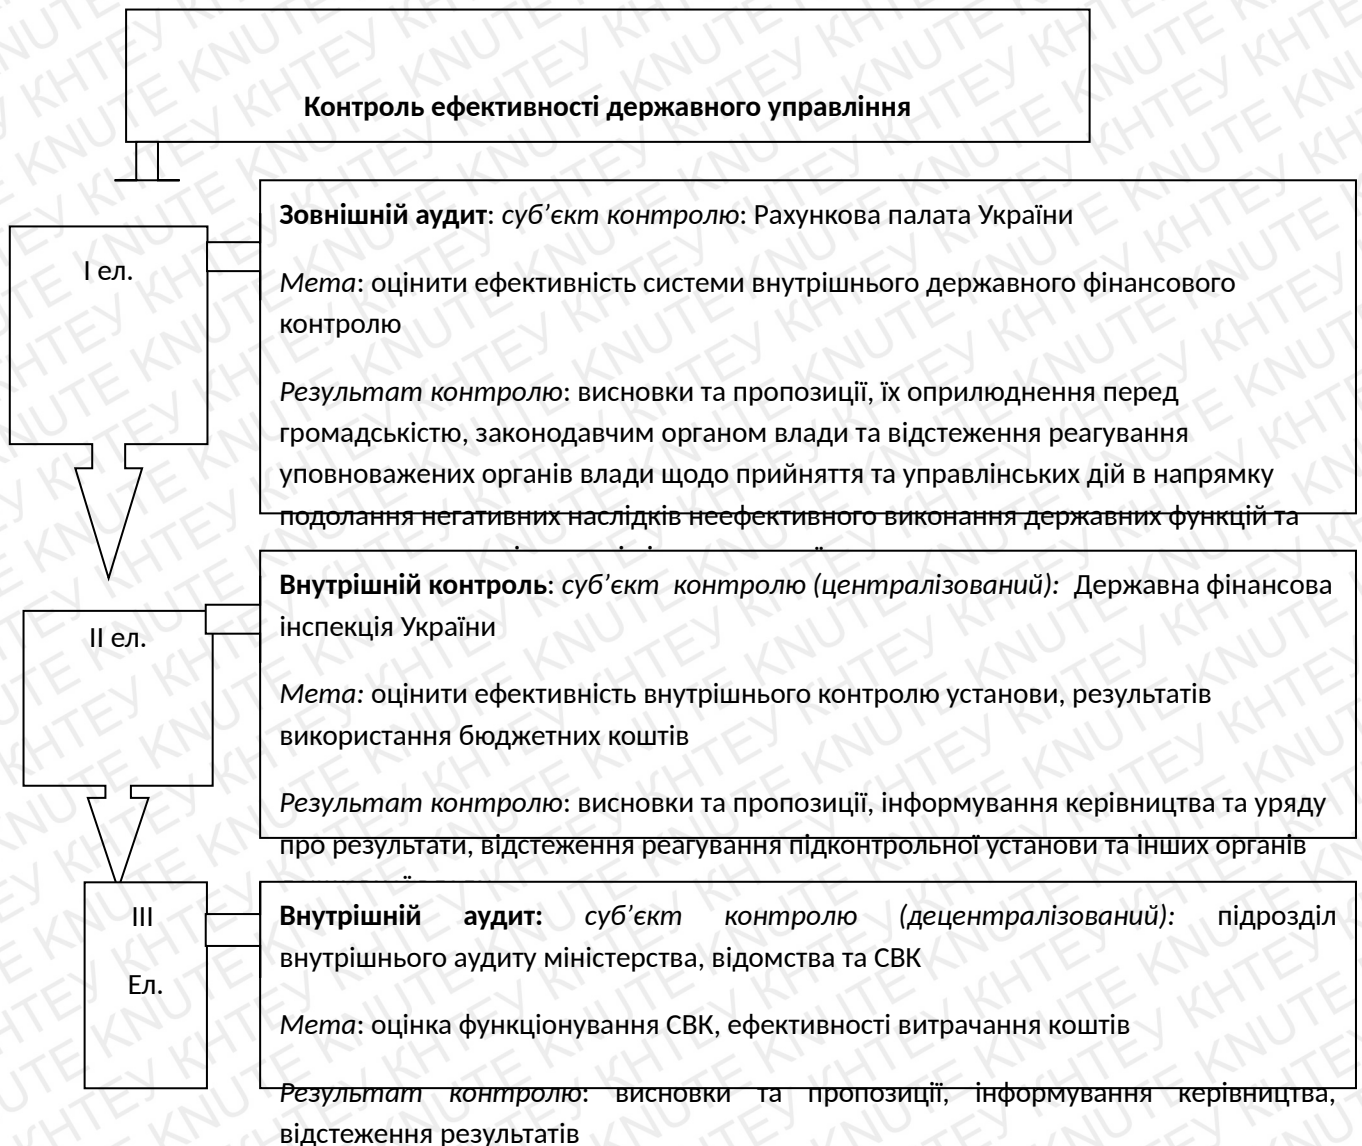 Контроль ефективності державного управління
Зовнішній аудит: суб’єкт контролю: Рахункова палата України
І ел.
Мета: оцінити ефективність системи внутрішнього державного фінансового
контролю
Результат контролю: висновки та пропозиції, їх оприлюднення перед
громадськістю, законодавчим органом влади та відстеження реагування
уповноважених органів влади щодо прийняття та управлінських дій в напрямку
подолання негативних наслідків неефективного виконання державних функцій та
Внутрішній контроль: суб’єкт контролю (централізований): Державна фінансова
інспекція України
ІІ ел.
Мета: оцінити ефективність внутрішнього контролю установи, результатів
використання бюджетних коштів
Результат контролю: висновки та пропозиції, інформування керівництва та уряду
про результати, відстеження реагування підконтрольної установи та інших органів
ІІІ
Ел.
Внутрішній аудит: суб’єкт контролю (децентралізований): підрозділ
внутрішнього аудиту міністерства, відомства та СВК
Мета: оцінка функціонування СВК, ефективності витрачання коштів
Результат контролю: висновки та пропозиції, інформування керівництва,
відстеження результатів